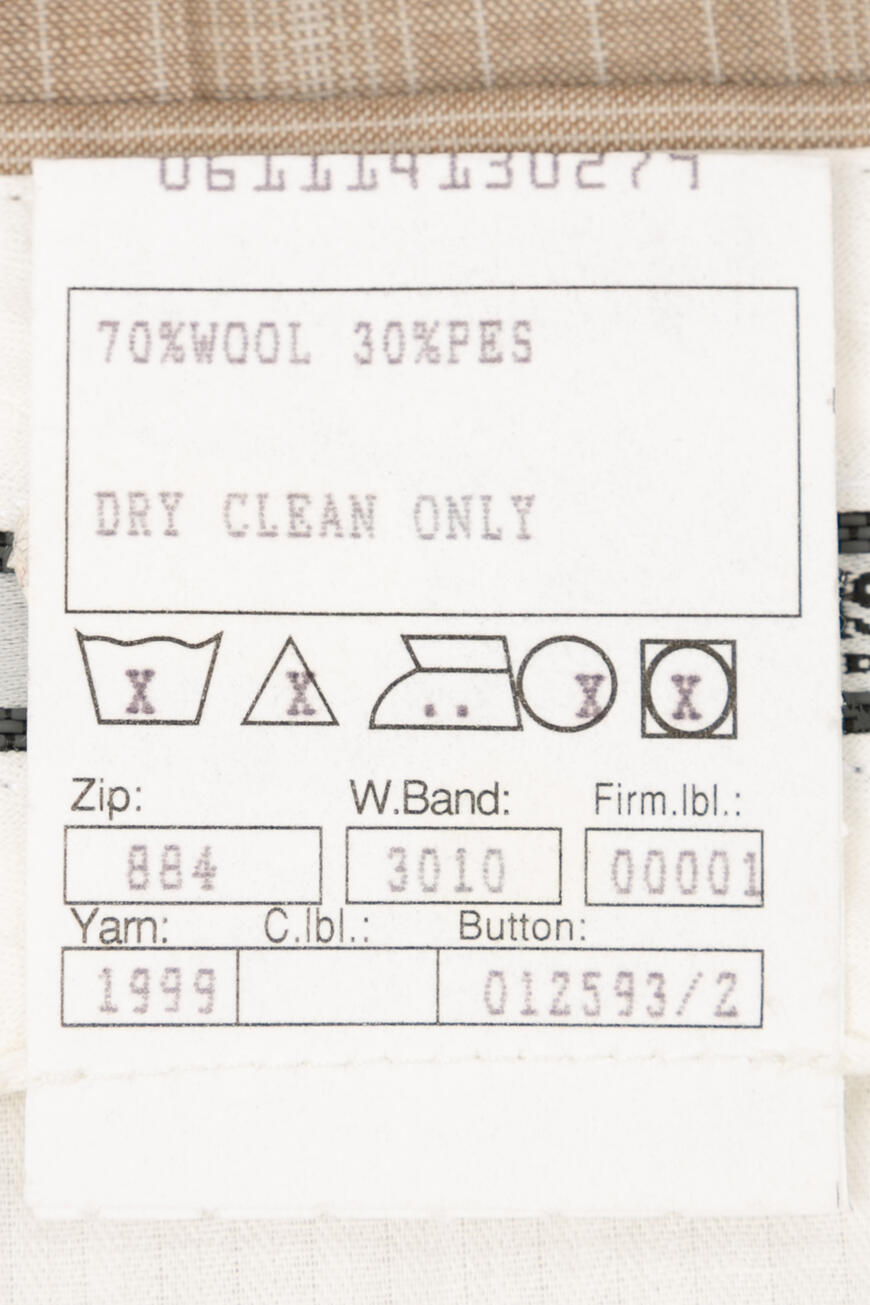 70%WOOL 30%PES
DRY CLEAN ONLY
X X .. X X
Zip: W.Band: Firm.lbl.:
884 3010 00001
Yarn: C.lbl.: Button:
1999 012593/2